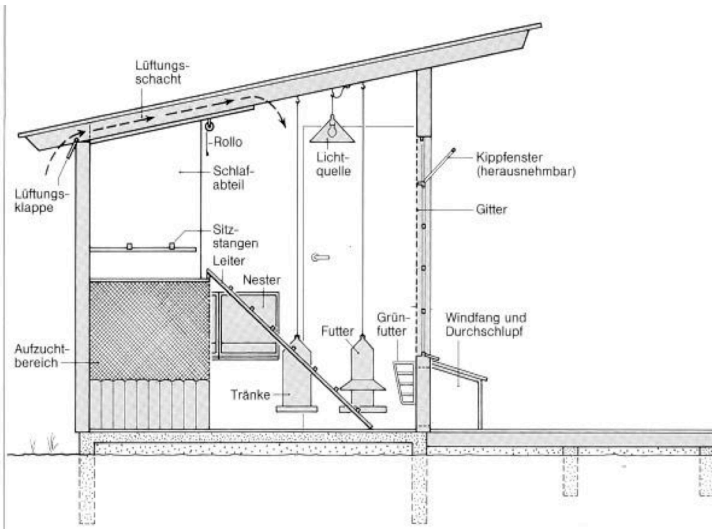 Lüftungs-
schacht
Rollo
Licht-
quelle
Kippfenster
(herausnehmbar)
Schlaf-
abteil
Lüftungs-
klappe
Gitter
Sitz-
stangen
Leiter
Nester
Grün-
futter
Windfang und
Durchschlupf
Futter
Aufzucht-
bereich
Tränke